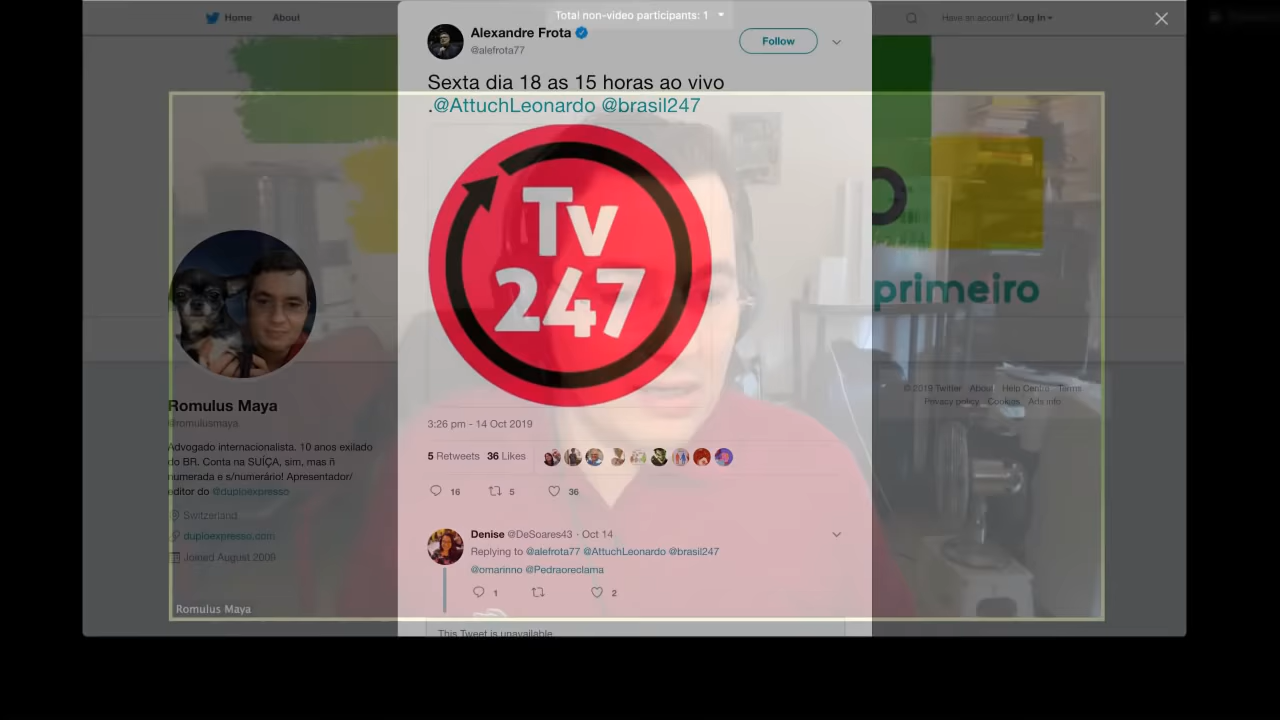 Total non-video participants: 1
Home About
Have an account? Log In
Alexandre Frota
@alefrota77
Follow
Sexta dia 18 as 15 horas ao vivo
.@AttuchLeonardo @brasil247
Tv
247
primeiro
3:26 pm - 14 Oct 2019
5 Retweets 36 Likes
16 5 36
Denise @DeSoares43 · Oct 14
Replying to @alefrota77 @AttuchLeonardo @brasil247
@omarinno @Pedraoreclama
1 2
This Tweet is unavailable
Romulus Maya
@romulusmaya
Advogado internacionalista. 10 anos exilado
do BR. Conta na SUÍÇA, sim, mas ñ
numerada e s/numerário! Apresentador/
editor do @duploexpresso
Switzerland
duploexpresso.com
Joined August 2009
Romulus Maya
© 2019 Twitter About Help Centre Terms
Privacy policy Cookies Ads info